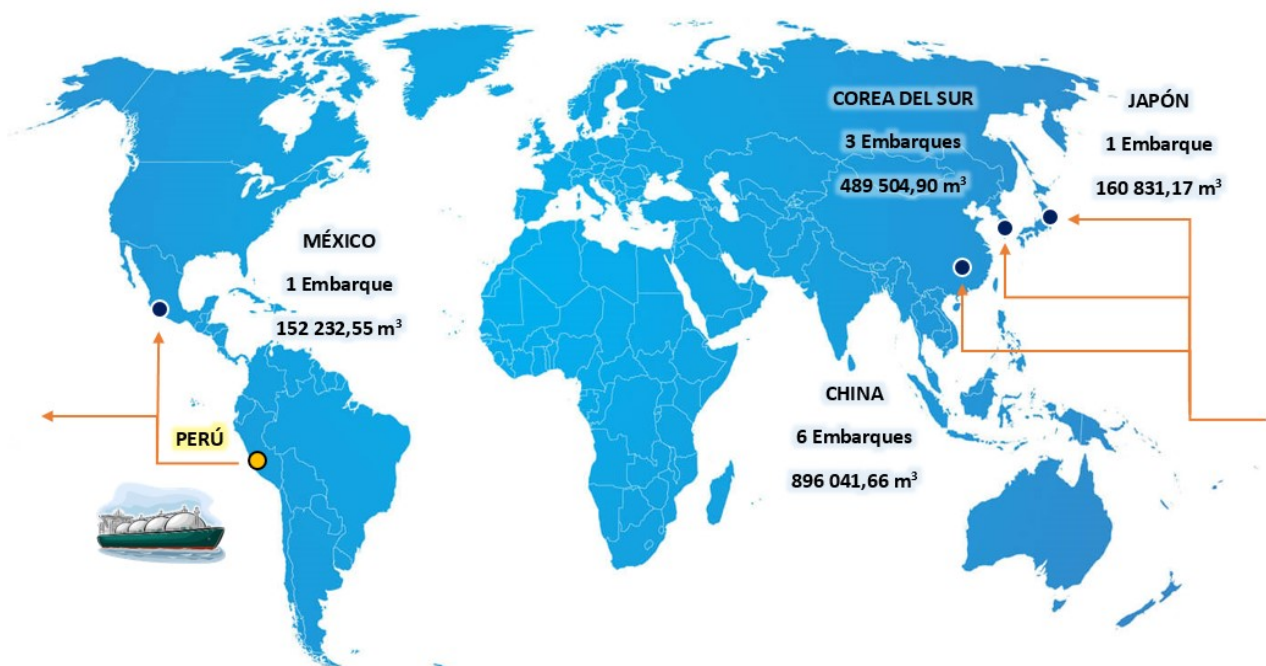 COREA DEL SUR
3 Embarques
489 504,90 m³
JAPÓN
1 Embarque
160 831,17 m³
MÉXICO
1 Embarque
152 232,55 m³
CHINA
6 Embarques
896 041,66 m³
PERÚ